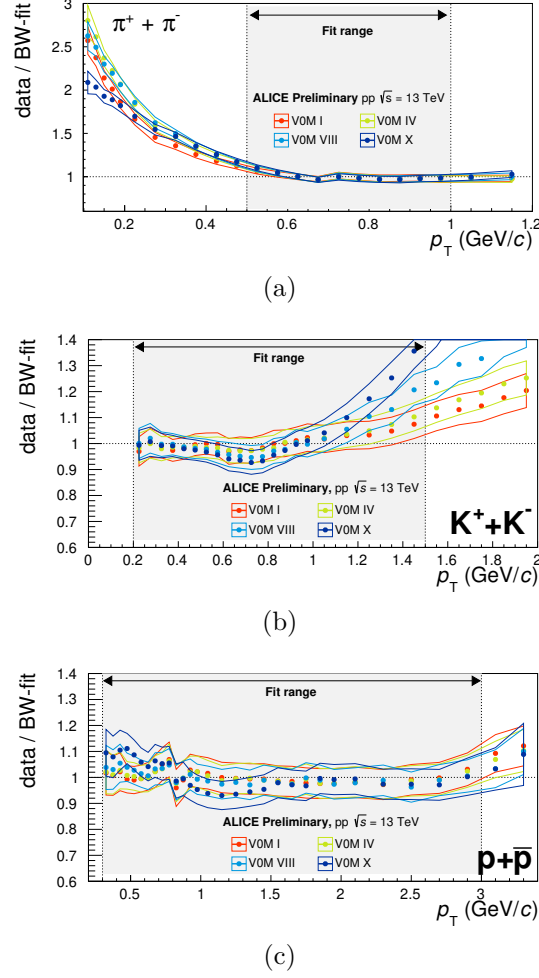 3
π⁺ + π⁻
Fit range
2.5
data / BW-fit
2
ALICE Preliminary pp √s = 13 TeV
V0M I V0M IV
V0M VIII V0M X
1.5
1
0.2 0.4 0.6 0.8 1 1.2
p_T (GeV/c)
(a)
1.4
Fit range
1.3
data / BW-fit
1.2
1.1
1
0.9
ALICE Preliminary, pp √s = 13 TeV
0.8
V0M I V0M IV
V0M VIII V0M X
0.7
K⁺+K⁻
0.6
0 0.2 0.4 0.6 0.8 1 1.2 1.4 1.6 1.8 2
p_T (GeV/c)
(b)
1.4
Fit range
1.3
data / BW-fit
1.2
1.1
1
0.9
ALICE Preliminary, pp √s = 13 TeV
0.8
V0M I V0M IV
V0M VIII V0M X
0.7
p+p̅
0.6
0.5 1 1.5 2 2.5 3
p_T (GeV/c)
(c)